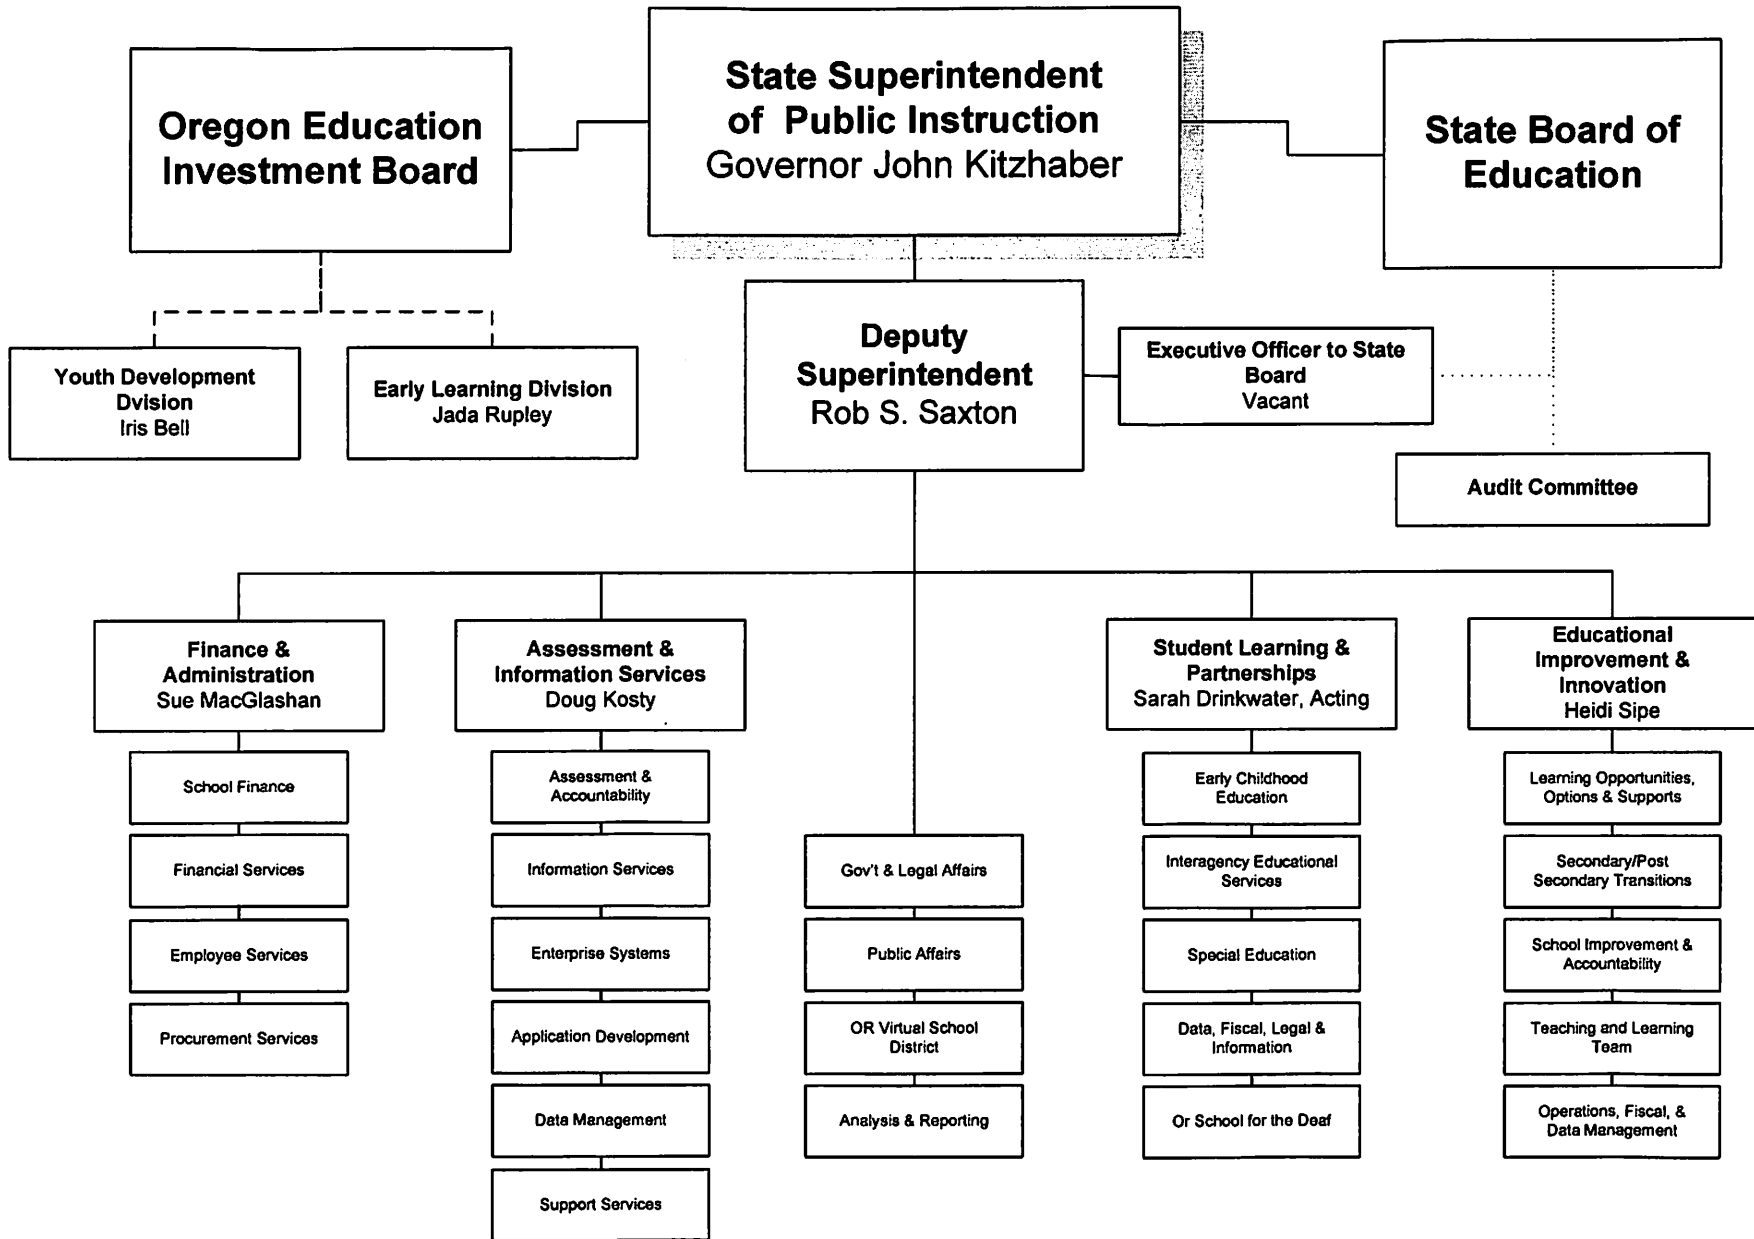 State Superintendent
of Public Instruction
Governor John Kitzhaber
Oregon Education
Investment Board
State Board of
Education
Deputy
Superintendent
Rob S. Saxton
Executive Officer to State
Board
Vacant
Youth Development
Dvision
Iris Bell
Early Learning Division
Jada Rupley
Audit Committee
Finance &
Administration
Sue MacGlashan
School Finance
Financial Services
Employee Services
Procurement Services
Assessment &
Information Services
Doug Kosty
Assessment &
Accountability
Information Services
Enterprise Systems
Application Development
Data Management
Support Services
Gov't & Legal Affairs
Public Affairs
OR Virtual School
District
Analysis & Reporting
Student Learning &
Partnerships
Sarah Drinkwater, Acting
Early Childhood
Education
Interagency Educational
Services
Special Education
Data, Fiscal, Legal &
Information
Or School for the Deaf
Educational
Improvement &
Innovation
Heidi Sipe
Learning Opportunities,
Options & Supports
Secondary/Post
Secondary Transitions
School Improvement &
Accountability
Teaching and Learning
Team
Operations, Fiscal, &
Data Management